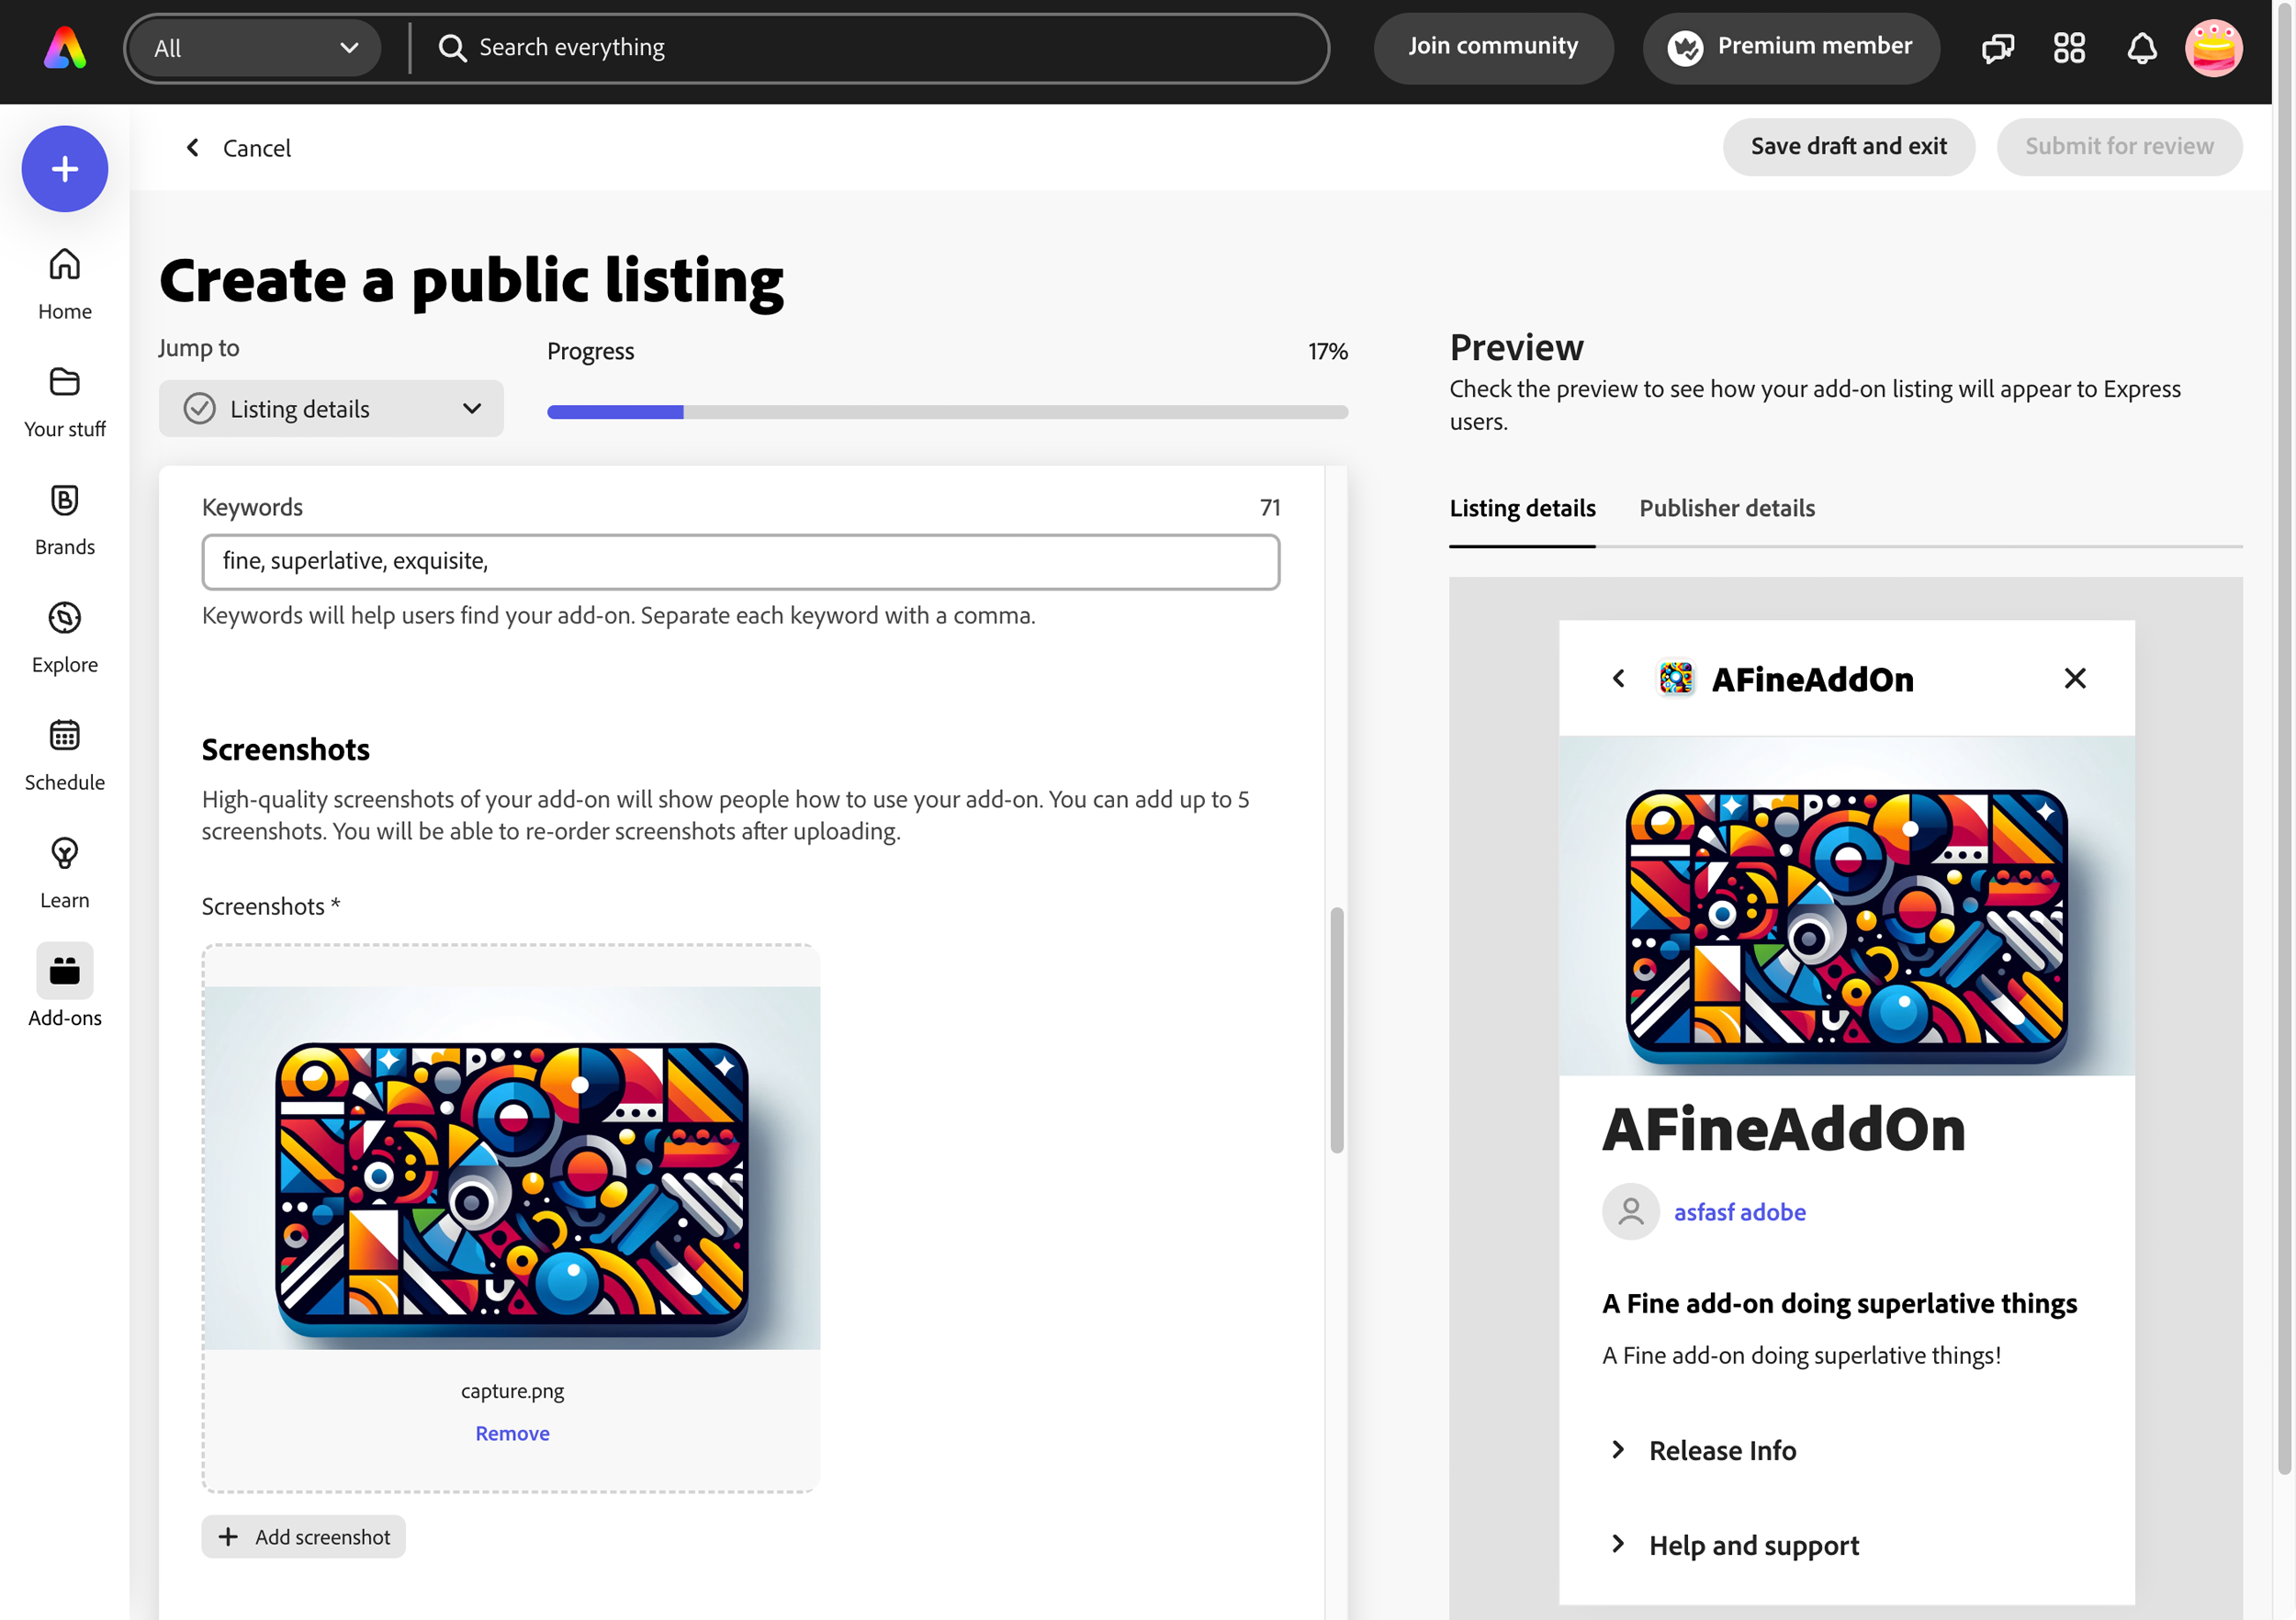 All
Search everything
Join community
Premium member
Cancel
Save draft and exit
Submit for review
Home
Your stuff
Brands
Explore
Schedule
Learn
Add-ons
Create a public listing
Jump to
Listing details
Progress
17%
Keywords
71
fine, superlative, exquisite,
Keywords will help users find your add-on. Separate each keyword with a comma.
Screenshots
High-quality screenshots of your add-on will show people how to use your add-on. You can add up to 5
screenshots. You will be able to re-order screenshots after uploading.
Screenshots *
capture.png
Remove
Add screenshot
Preview
Check the preview to see how your add-on listing will appear to Express
users.
Listing details
Publisher details
AFineAddOn
AFineAddOn
asfasf adobe
A Fine add-on doing superlative things
A Fine add-on doing superlative things!
Release Info
Help and support